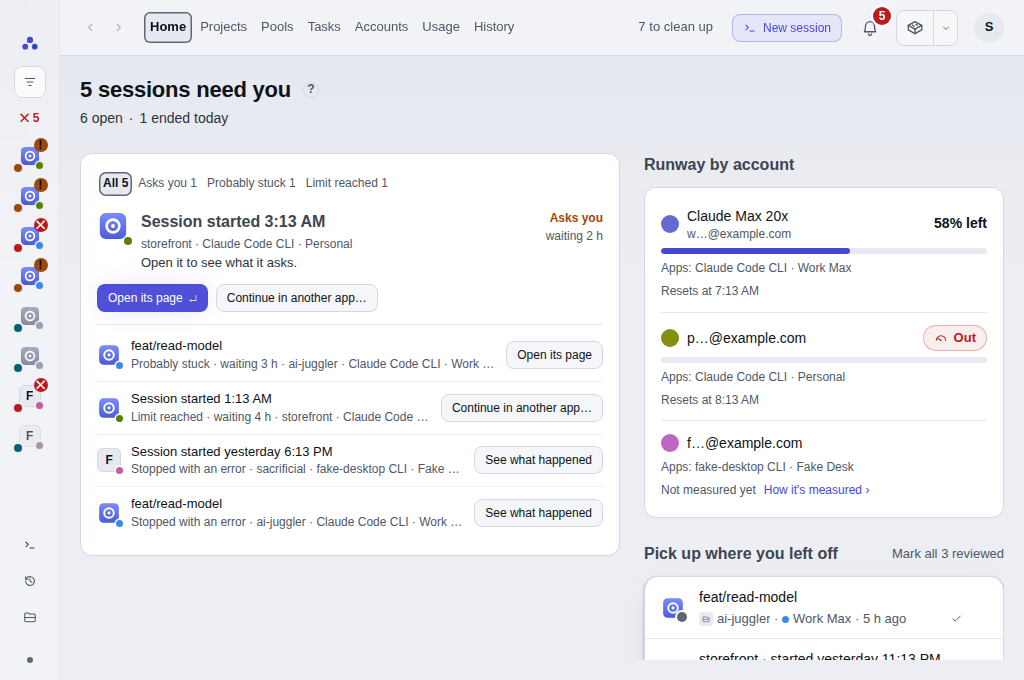 Home Projects Pools Tasks Accounts Usage History 7 to clean up New session 5 S
5
5 sessions need you ?
6 open · 1 ended today
All 5 Asks you 1 Probably stuck 1 Limit reached 1
Session started 3:13 AM
storefront · Claude Code CLI · Personal
Open it to see what it asks.
Asks you
waiting 2 h
Open its page Continue in another app…
feat/read-model
Probably stuck · waiting 3 h · ai-juggler · Claude Code CLI · Work …
Open its page
Session started 1:13 AM
Limit reached · waiting 4 h · storefront · Claude Code …
Continue in another app…
F
Session started yesterday 6:13 PM
Stopped with an error · sacrificial · fake-desktop CLI · Fake …
See what happened
feat/read-model
Stopped with an error · ai-juggler · Claude Code CLI · Work …
See what happened
F
F
Runway by account
Claude Max 20x
w…@example.com
58% left
Apps: Claude Code CLI · Work Max
Resets at 7:13 AM
p…@example.com
Out
Apps: Claude Code CLI · Personal
Resets at 8:13 AM
f…@example.com
Apps: fake-desktop CLI · Fake Desk
Not measured yet How it's measured ›
Pick up where you left off
Mark all 3 reviewed
feat/read-model
ai-juggler · Work Max · 5 h ago
storefront · started yesterday 11:13 PM